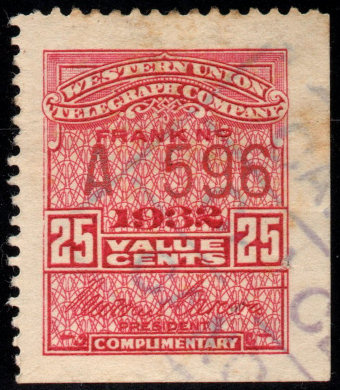 WESTERN UNION
TELEGRAPH COMPANY
FRANK NO
A 596
1932
25 VALUE 25
CENTS
PRESIDENT
COMPLIMENTARY